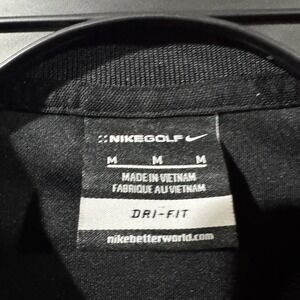 NIKEGOLF
M M M
MADE IN VIETNAM
FABRIQUE AU VIETNAM
DRI-FIT
nikebetterworld.com